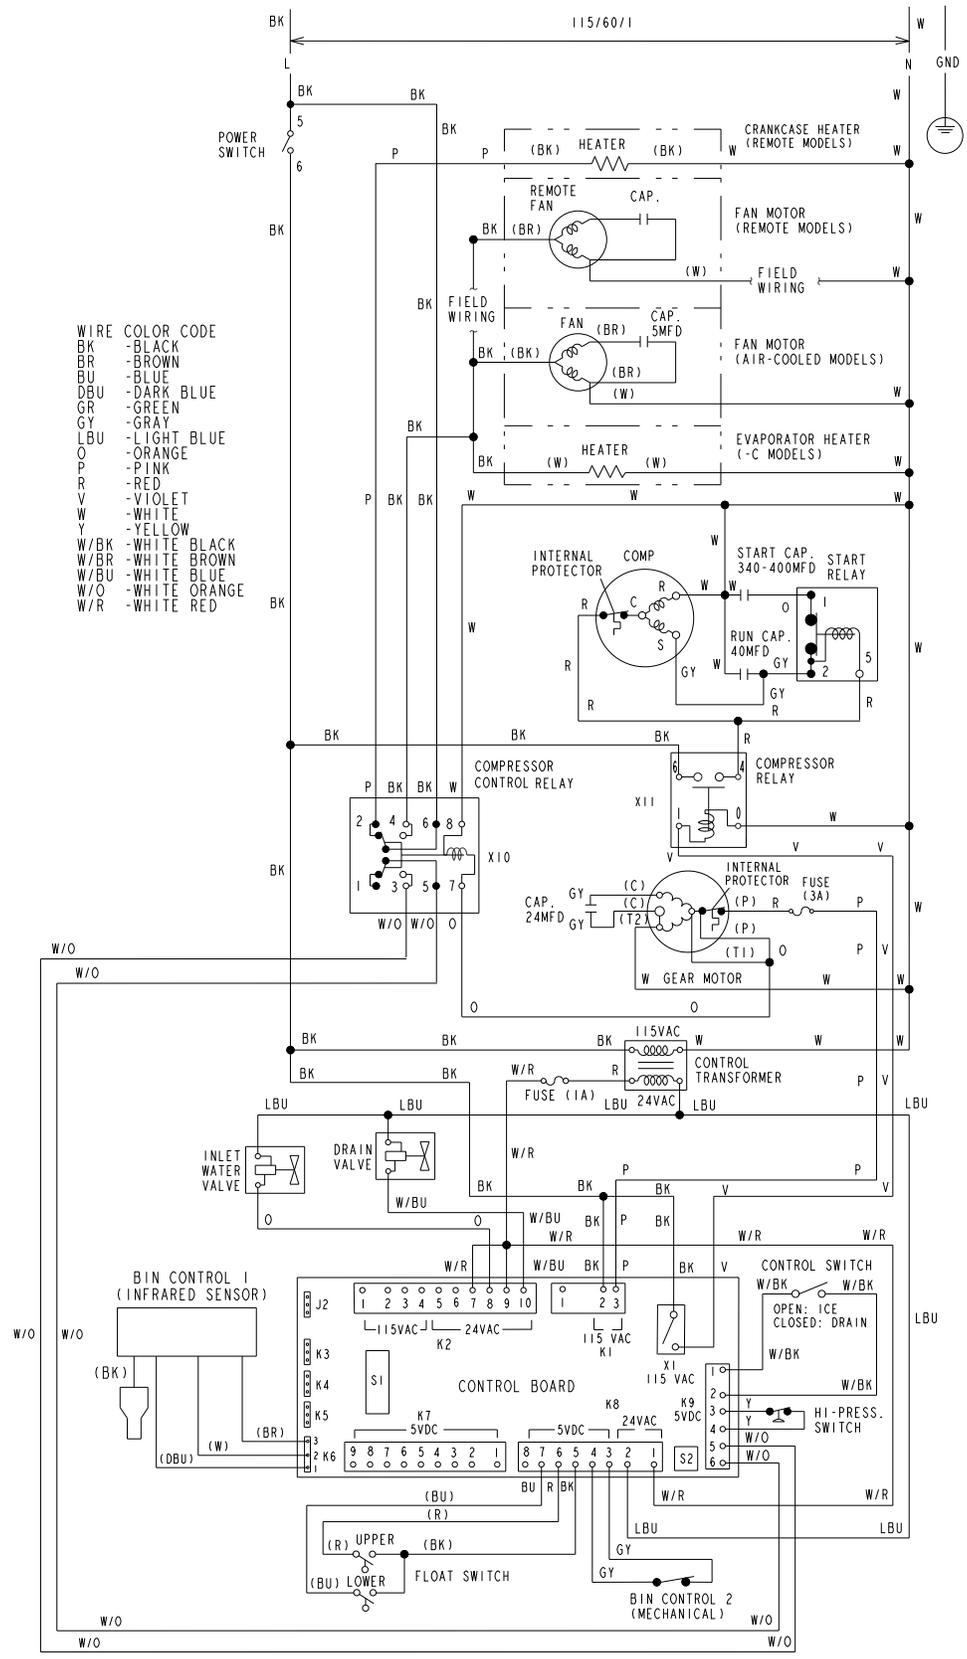 BK
115/60/1
W
L
N
GND
BK
BK
W
5
BK
POWER
SWITCH
6
P
P
(BK)
HEATER
(BK)
W
CRANKCASE HEATER
(REMOTE MODELS)
W
REMOTE
FAN
CAP.
FAN MOTOR
(REMOTE MODELS)
W
BK
BK
(BR)
(W)
FIELD
WIRING
W
BK
FIELD
WIRING
FAN
(BR)
CAP.
5MFD
FAN MOTOR
(AIR-COOLED MODELS)
BK
(BK)
(BR)
(W)
W
WIRE COLOR CODE
BK -BLACK
BR -BROWN
BU -BLUE
DBU -DARK BLUE
GR -GREEN
GY -GRAY
LBU -LIGHT BLUE
O -ORANGE
P -PINK
R -RED
V -VIOLET
W -WHITE
Y -YELLOW
W/BK -WHITE BLACK
W/BR -WHITE BROWN
W/BU -WHITE BLUE
W/O -WHITE ORANGE
W/R -WHITE RED
BK
HEATER
EVAPORATOR HEATER
(-C MODELS)
BK
(W)
(W)
W
P
BK
BK
W
W
W
W
INTERNAL
PROTECTOR
COMP
START CAP.
340-400MFD
START
RELAY
R
W
W
BK
R
C
O
1
W
S
RUN CAP.
40MFD
W
R
GY
W
GY
2
5
GY
R
R
R
BK
BK
BK
R
COMPRESSOR
CONTROL RELAY
6
4
COMPRESSOR
RELAY
P
BK
BK
W
X11
2
4
6
8
1
0
W
X10
V
V
V
BK
1
3
5
7
INTERNAL
PROTECTOR
FUSE
(3A)
GY
(C)
CAP.
24MFD
(C)
(P)
R
P
W
GY
(T2)
W/O
W/O
O
(P)
W/O
(T1)
O
P
V
W/O
W
GEAR MOTOR
W
W
O
O
115VAC
BK
BK
BK
W
W
W
CONTROL
TRANSFORMER
BK
BK
W/R
R
P
V
FUSE (1A)
24VAC
LBU
LBU
LBU
LBU
LBU
INLET
WATER
VALVE
DRAIN
VALVE
W/R
P
P
BK
BK
BK
V
V
W/BU
O
O
W/BU
BK
P
BK
W/R
W/R
W/R
W/R
W/BU
BK
P
BK
V
CONTROL SWITCH
BIN CONTROL 1
(INFRARED SENSOR)
W/BK
W/BK
J2
1
2
3
4
5
6
7
8
9
10
1
2
3
OPEN: ICE
CLOSED: DRAIN
115VAC
24VAC
K2
115 VAC
K1
LBU
W/O
W/O
K3
W/BK
X1
115 VAC
(BK)
K4
S1
CONTROL BOARD
1
2
W/BK
K5
K8
K9
5VDC
3
Y
HI-PRESS.
SWITCH
K7
5VDC
24VAC
4
Y
(BR)
3
2
K6
1
(W)
(DBU)
9 8 7 6 5 4 3 2 1
8 7 6 5 4 3 2 1
S2
5
W/O
6
W/O
BU
R
BK
(BU)
W/R
W/R
(R)
LBU
LBU
(R)
UPPER
(BK)
GY
(BU)
LOWER
FLOAT SWITCH
GY
BIN CONTROL 2
(MECHANICAL)
W/O
W/O
W/O
W/O